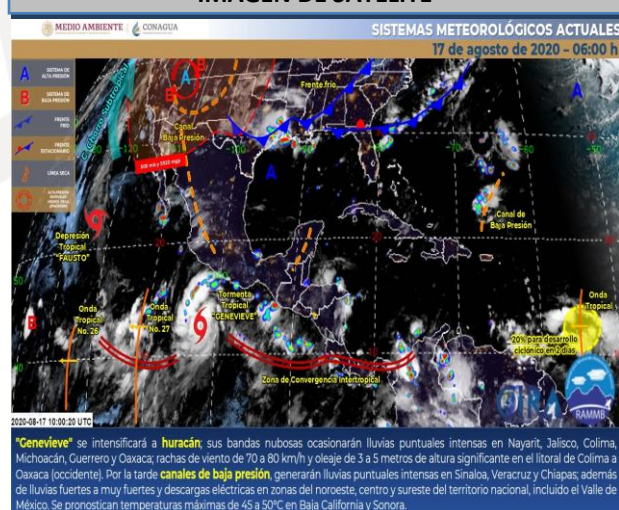 IMAGEN DE SATÉLITE
MEDIO AMBIENTE
CONAGUA
SISTEMAS METEOROLÓGICOS ACTUALES
17 de agosto de 2020 – 06:00 h
A
SISTEMA DE
ALTA PRESIÓN
B
SISTEMA DE
BAJA PRESIÓN
FRENTE
FRÍO
FRENTE
ESTACIONARIO
LÍNEA SECA
B
A
B
Frente frío
Canal
Baja Presión
A
A
Canal de
Baja Presión
Depresión
Tropical
"FAUSTO"
Onda
Tropical
No. 26
Onda
Tropical
No. 27
Tormenta
Tropical
"GENEVIEVE"
B
Zona de Convergencia Intertropical
Onda
Tropical
20% para desarrollo
ciclónico en 2 días
CIRA
RAMMB
2020-08-17 10:00:20 UTC
"Genevieve" se intensificará a huracán; sus bandas nubosas ocasionarán lluvias puntuales intensas en Nayarit, Jalisco, Colima,
Michoacán, Guerrero y Oaxaca; rachas de viento de 70 a 80 km/h y oleaje de 3 a 5 metros de altura significante en el litoral de Colima a
Oaxaca (occidente). Por la tarde canales de baja presión, generarán lluvias puntuales intensas en Sinaloa, Veracruz y Chiapas; además
de lluvias fuertes a muy fuertes y descargas eléctricas en zonas del noroeste, centro y sureste del territorio nacional, incluido el Valle de
México. Se pronostican temperaturas máximas de 45 a 50°C en Baja California y Sonora.